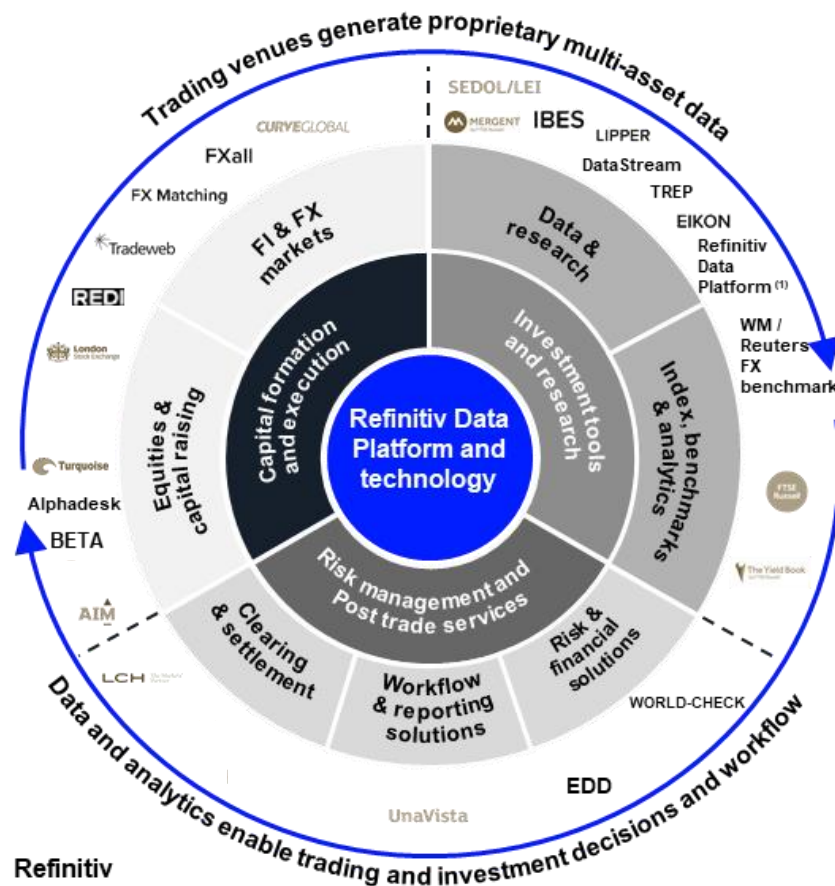 Trading venues generate proprietary multi-asset data
SEDOL/LEI
MERGENT
IBES
LIPPER
DataStream
TREP
EIKON
Refinitiv
Data
Platform (1)
WM /
Reuters
FX
benchmark
FTSE
Russell
The Yield Book
WORLD-CHECK
EDD
UnaVista
LCH
AIM
BETA
Alphadesk
Turquoise
London
Stock Exchange
REDI
Tradeweb
FX Matching
FXall
CURVEGLOBAL
FI & FX
markets
Data &
research
Index, benchmarks
& analytics
Risk &
financial
solutions
Workflow
& reporting
solutions
Clearing
& settlement
Equities &
capital raising
Capital formation
and execution
Investment tools
and research
Risk management and
Post trade services
Refinitiv Data
Platform and
technology
Data and analytics enable trading and investment decisions and workflow
Refinitiv